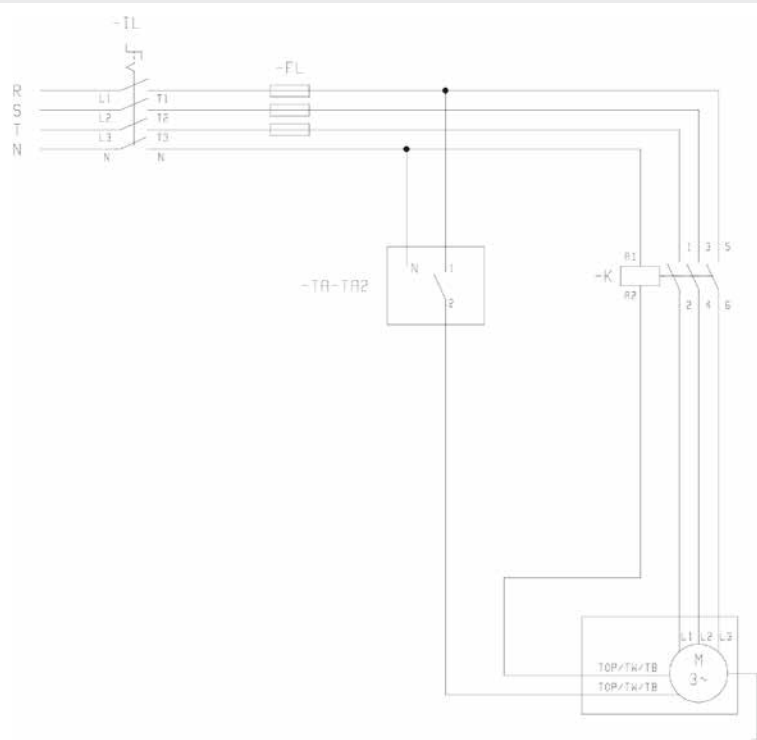 -IL
-FL
R
L1 T1
S
L2 T2
T
L3 T3
N
N N
N 1
-TA-TA2
2
1 3 5
A1
-K
A2
2 4 6
L1 L2 L3
M
TOP/TW/TB
3~
TOP/TW/TB